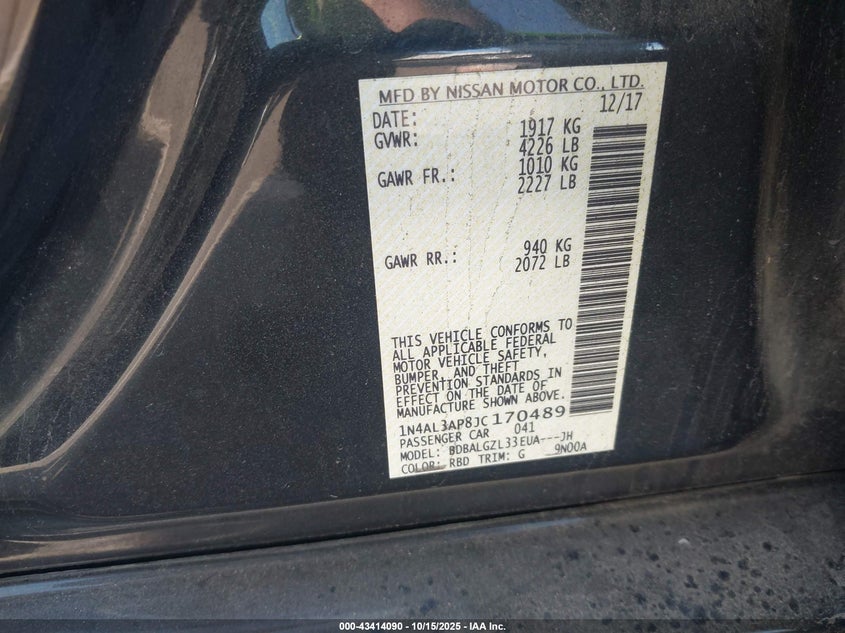 MFD BY NISSAN MOTOR CO., LTD.
DATE: 12/17
GVWR: 1917 KG
4226 LB
GAWR FR.: 1010 KG
2227 LB
GAWR RR.: 940 KG
2072 LB
THIS VEHICLE CONFORMS TO
ALL APPLICABLE FEDERAL
MOTOR VEHICLE SAFETY,
BUMPER, AND THEFT
PREVENTION STANDARDS IN
EFFECT ON THE DATE OF
MANUFACTURE SHOWN ABOVE.
1N4AL3AP8JC170489
PASSENGER CAR 041
MODEL: BDBALGZL33EUA---JH
COLOR: RBD TRIM: G 9N00A
000-43414090 - 10/15/2025 - IAA Inc.